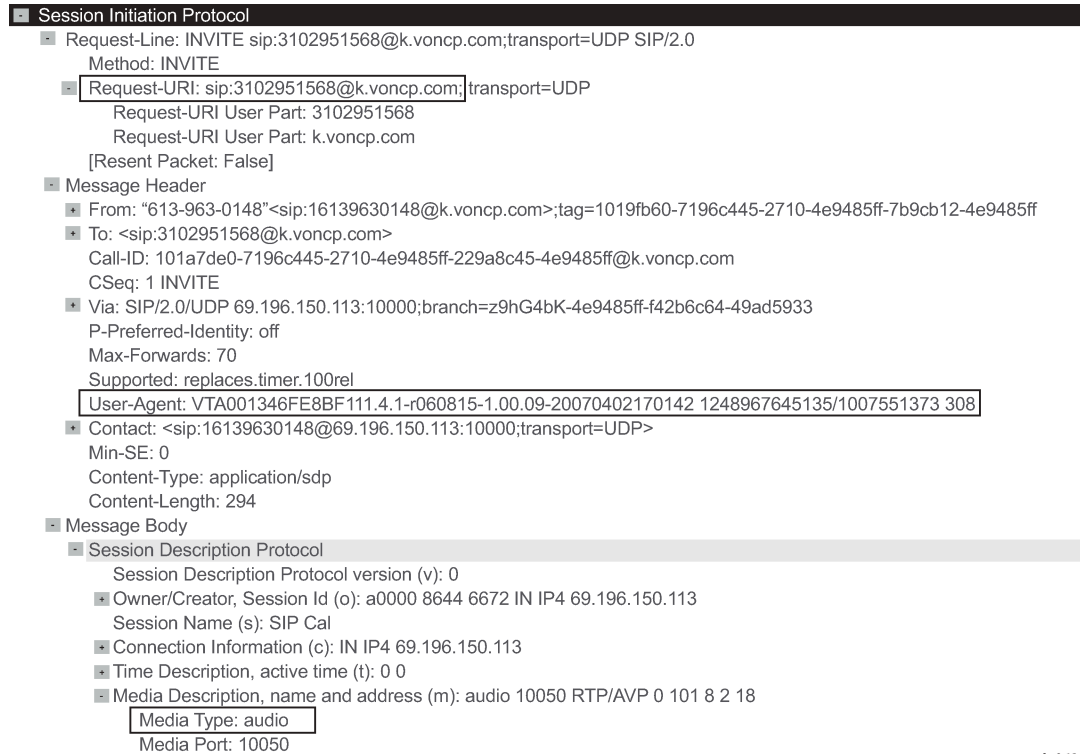 Session Initiation Protocol
Request-Line: INVITE sip:3102951568@k.voncp.com;transport=UDP SIP/2.0
Method: INVITE
Request-URI: sip:3102951568@k.voncp.com; transport=UDP
Request-URI User Part: 3102951568
Request-URI User Part: k.voncp.com
[Resent Packet: False]
Message Header
From: “613-963-0148”<sip:16139630148@k.voncp.com>;tag=1019fb60-7196c445-2710-4e9485ff-7b9cb12-4e9485ff
To: <sip:3102951568@k.voncp.com>
Call-ID: 101a7de0-7196c445-2710-4e9485ff-229a8c45-4e9485ff@k.voncp.com
CSeq: 1 INVITE
Via: SIP/2.0/UDP 69.196.150.113:10000;branch=z9hG4bK-4e9485ff-f42b6c64-49ad5933
P-Preferred-Identity: off
Max-Forwards: 70
Supported: replaces.timer.100rel
User-Agent: VTA001346FE8BF111.4.1-r060815-1.00.09-20070402170142 1248967645135/1007551373 308
Contact: <sip:16139630148@69.196.150.113:10000;transport=UDP>
Min-SE: 0
Content-Type: application/sdp
Content-Length: 294
Message Body
Session Description Protocol
Session Description Protocol version (v): 0
Owner/Creator, Session Id (o): a0000 8644 6672 IN IP4 69.196.150.113
Session Name (s): SIP Cal
Connection Information (c): IN IP4 69.196.150.113
Time Description, active time (t): 0 0
Media Description, name and address (m): audio 10050 RTP/AVP 0 101 8 2 18
Media Type: audio
Media Port: 10050